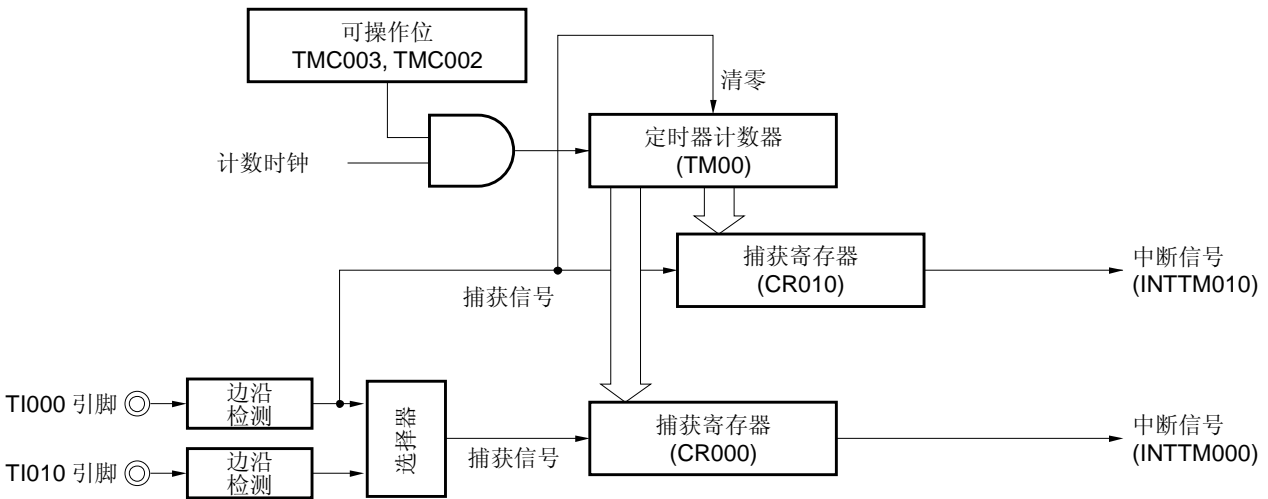 可操作位
TMC003, TMC002
清零
定时器计数器
(TM00)
计数时钟
捕获寄存器
(CR010)
中断信号
(INTTM010)
捕获信号
TI000 引脚
边沿
检测
选择器
捕获寄存器
(CR000)
中断信号
(INTTM000)
捕获信号
TI010 引脚
边沿
检测